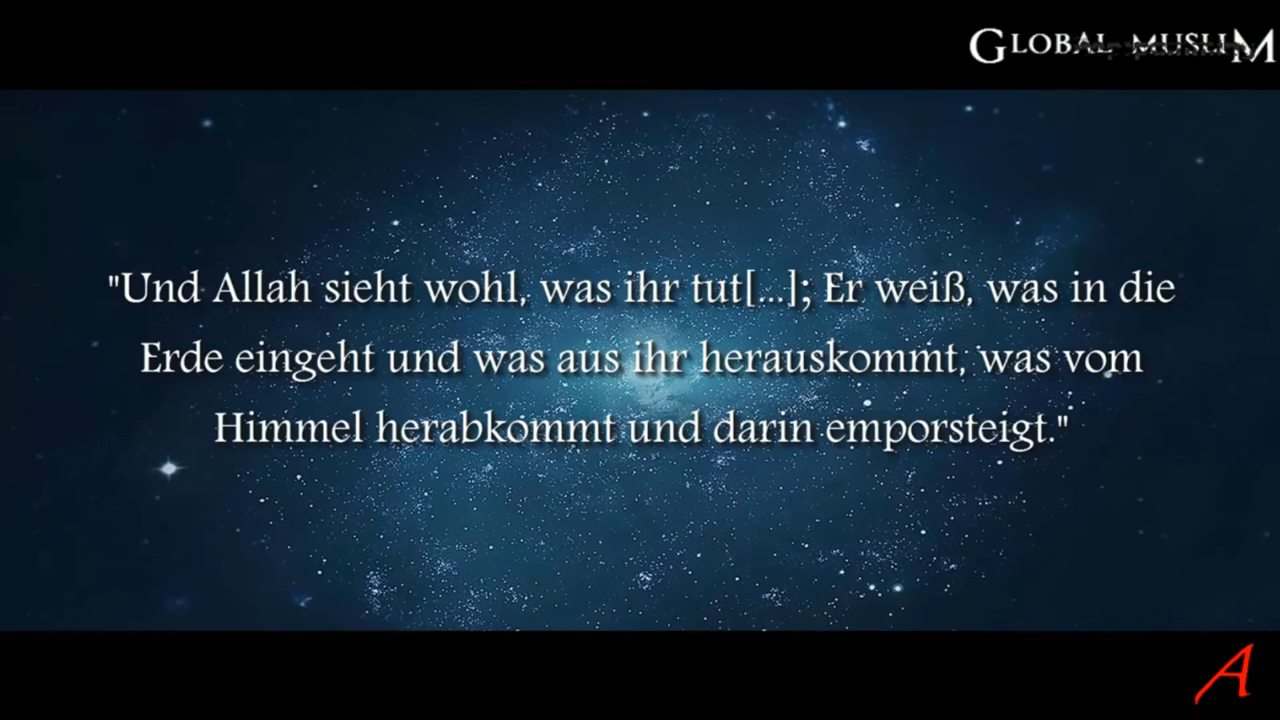 GLOBAL MUSLIM
"Und Allah sieht wohl, was ihr tut[...]; Er weiß, was in die
Erde eingeht und was aus ihr herauskommt, was vom
Himmel herabkommt und darin emporsteigt."
A